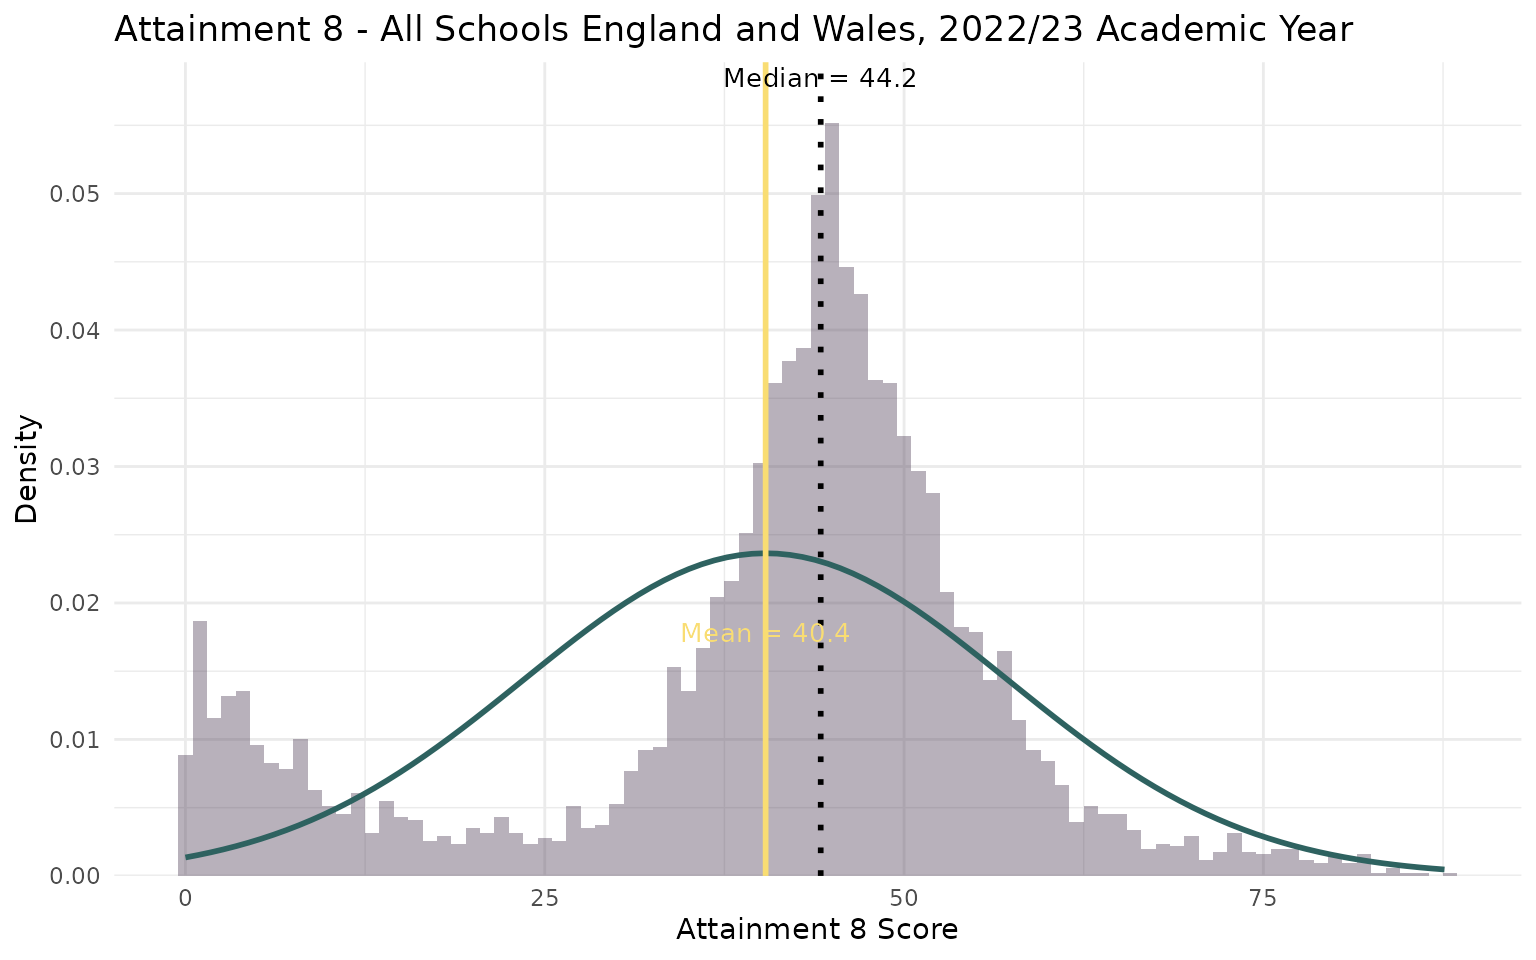 Attainment 8 - All Schools England and Wales, 2022/23 Academic Year
Median = 44.2
0.05
0.04
0.03
0.02
0.01
0.00
Density
Mean = 40.4
0
25
50
75
Attainment 8 Score